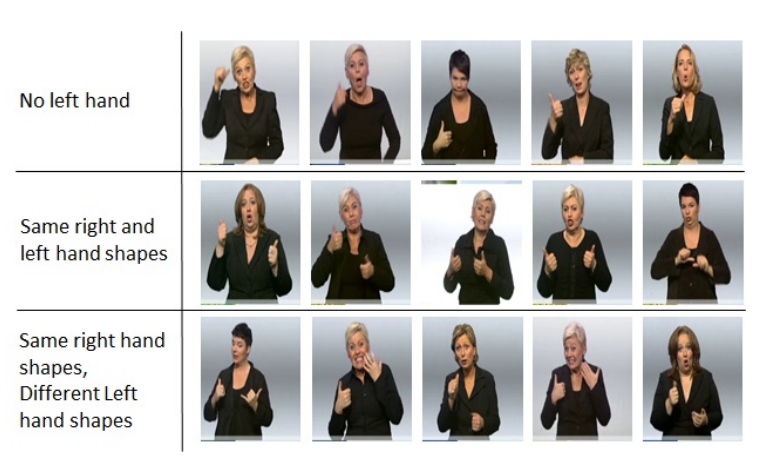 No left hand
Same right and
left hand shapes
Same right hand
shapes,
Different Left
hand shapes